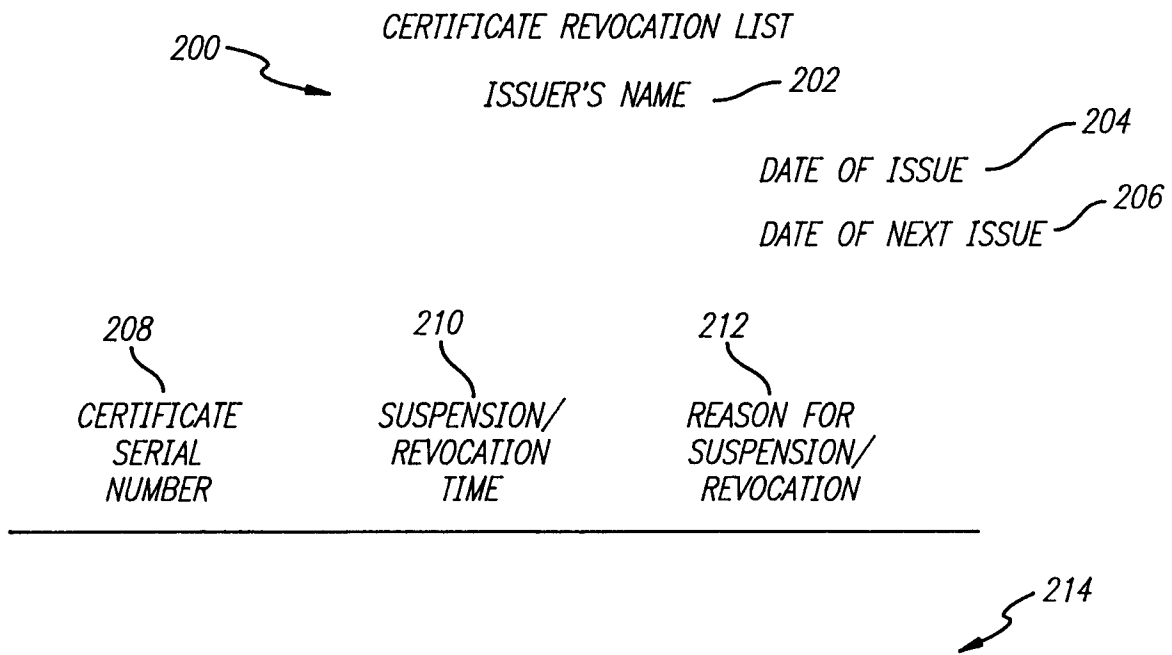 CERTIFICATE REVOCATION LIST
200
ISSUER'S NAME 202
204
DATE OF ISSUE
206
DATE OF NEXT ISSUE
208 210 212
CERTIFICATE SUSPENSION/ REASON FOR
SERIAL REVOCATION SUSPENSION/
NUMBER TIME REVOCATION
214